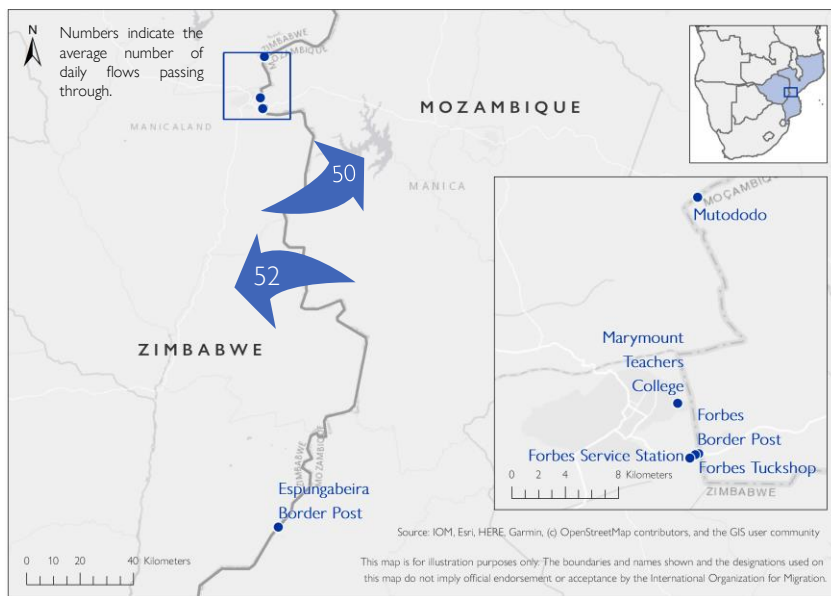 N
Numbers indicate the
average number of
daily flows passing
through.
ZIMBABWE
MOZAMBIQUE
MANICALAND
MOZAMBIQUE
MANICA
50
52
ZIMBABWE
ZIMBABWE
MOZAMBIQUE
Espungabeira
Border Post
0 10 20 40 Kilometers
MOÇAMBIQU
Mutododo
Marymount
Teachers
College
Forbes
Border Post
Forbes Service Station
Forbes Tuckshop
0 2 4 8 Kilometers
ZIMBABWE
Source: IOM, Esri, HERE, Garmin, (c) OpenStreetMap contributors, and the GIS user community
This map is for illustration purposes only. The boundaries and names shown and the designations used on
this map do not imply official endorsement or acceptance by the International Organization for Migration.